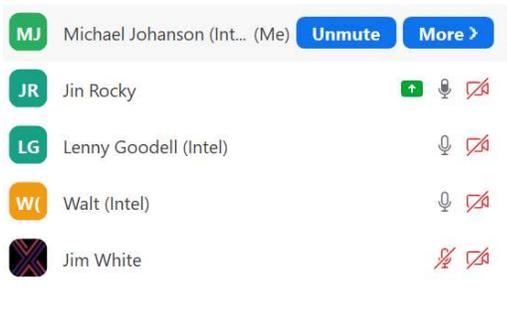 MJ Michael Johanson (Int... (Me) Unmute More >
JR Jin Rocky
LG Lenny Goodell (Intel)
W( Walt (Intel)
Jim White